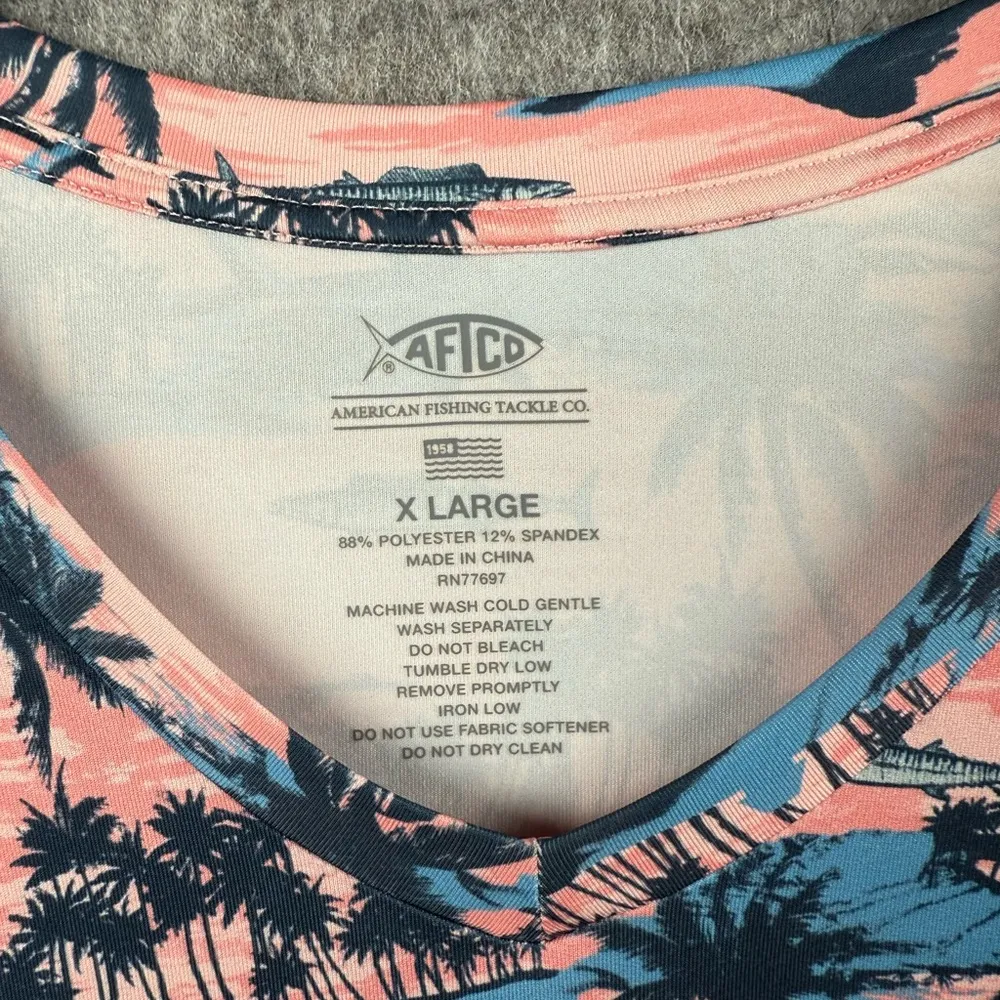 AFTCO
®
AMERICAN FISHING TACKLE CO.
1958
X LARGE
88% POLYESTER 12% SPANDEX
MADE IN CHINA
RN77697
MACHINE WASH COLD GENTLE
WASH SEPARATELY
DO NOT BLEACH
TUMBLE DRY LOW
REMOVE PROMPTLY
IRON LOW
DO NOT USE FABRIC SOFTENER
DO NOT DRY CLEAN